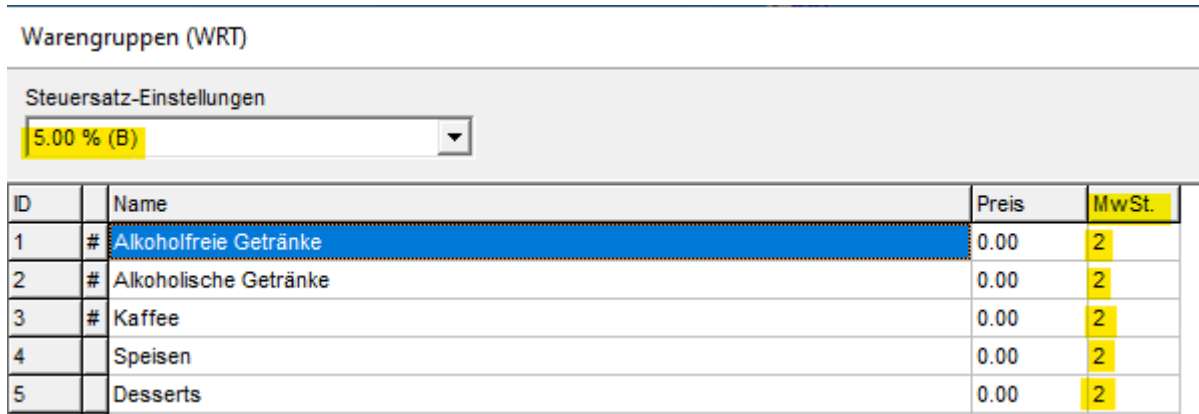 Warengruppen (WRT)
Steuersatz-Einstellungen
5.00 % (B)
ID Name Preis MwSt.
1 # Alkoholfreie Getränke 0.00 2
2 # Alkoholische Getränke 0.00 2
3 # Kaffee 0.00 2
4 Speisen 0.00 2
5 Desserts 0.00 2